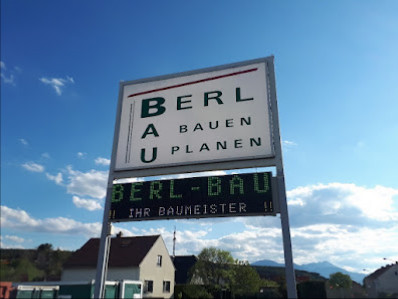 BERL
BAUEN
PLANEN
BAU
BERL-BAU
!! IHR BAUMEISTER !!